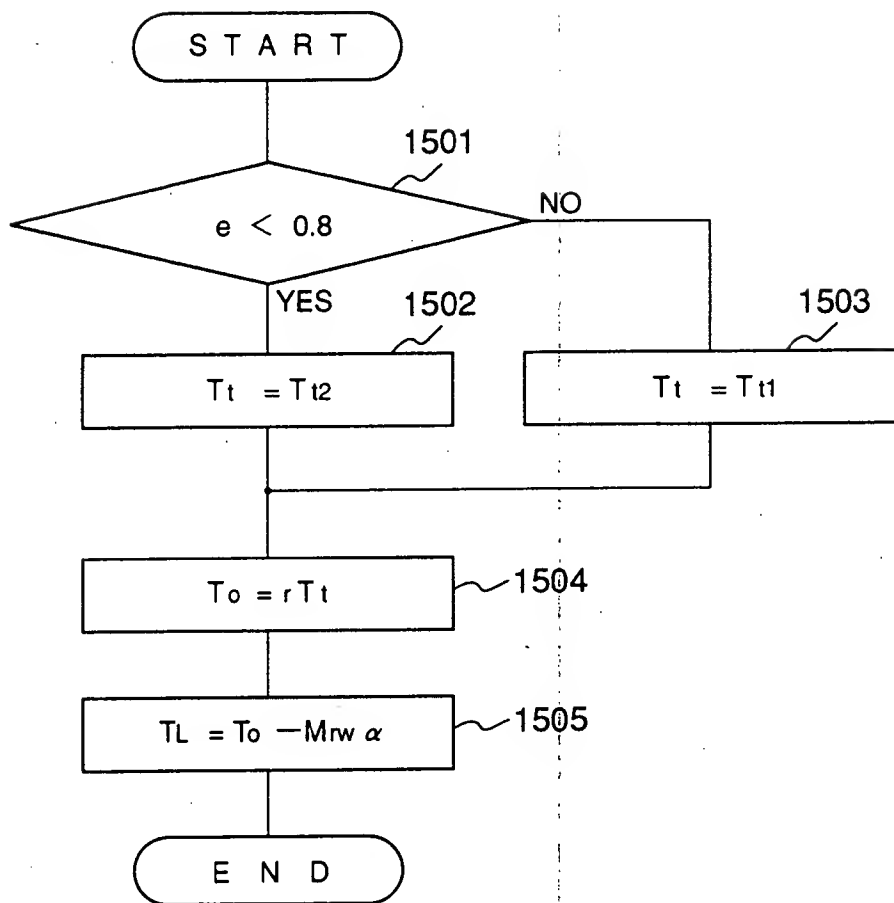 START
1501
e < 0.8
NO
YES
1502
1503
Tt = Tt2
Tt = Tt1
To = rTt
1504
TL = To − Mrw α
1505
END